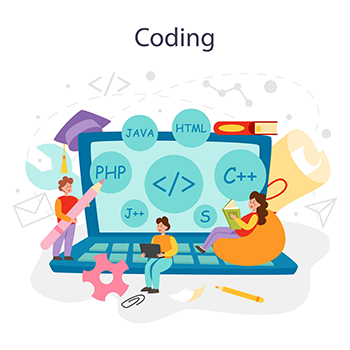 Coding
JAVA
HTML
PHP
</>
C++
J++
S
</>